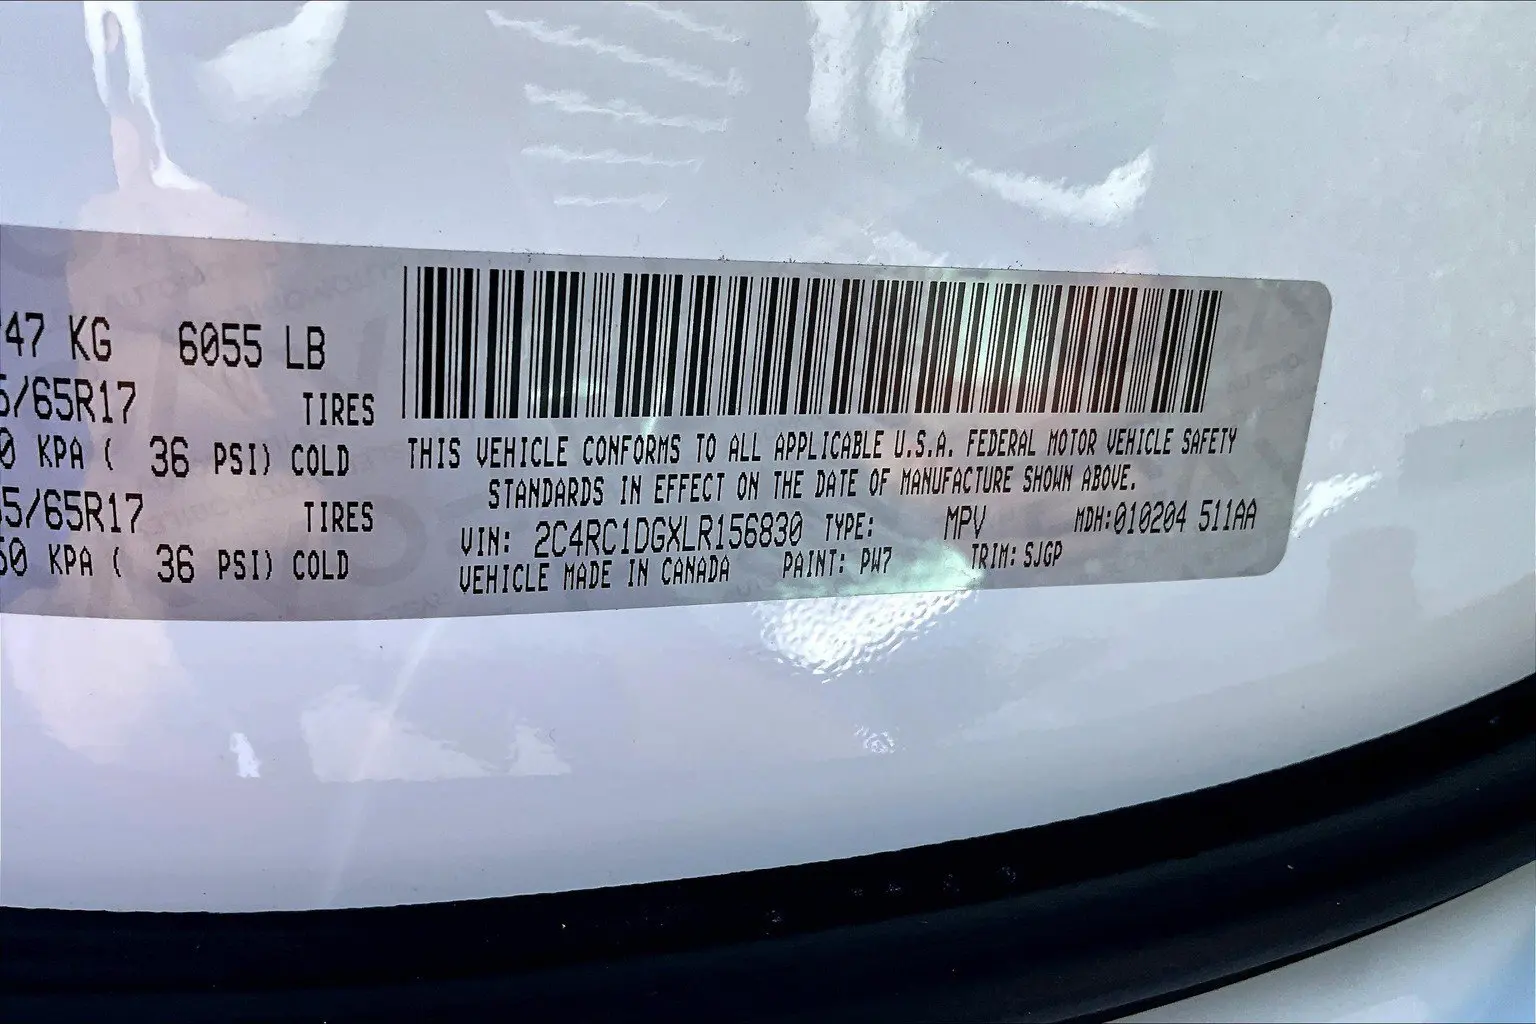 47 KG 6055 LB
5/65R17 TIRES
0 KPA ( 36 PSI) COLD
5/65R17 TIRES
50 KPA ( 36 PSI) COLD
THIS VEHICLE CONFORMS TO ALL APPLICABLE U.S.A. FEDERAL MOTOR VEHICLE SAFETY
STANDARDS IN EFFECT ON THE DATE OF MANUFACTURE SHOWN ABOVE.
VIN: 2C4RC1DGXLR156830 TYPE: MPV MDH:010204 511AA
VEHICLE MADE IN CANADA PAINT: PW7 TRIM: SJGP